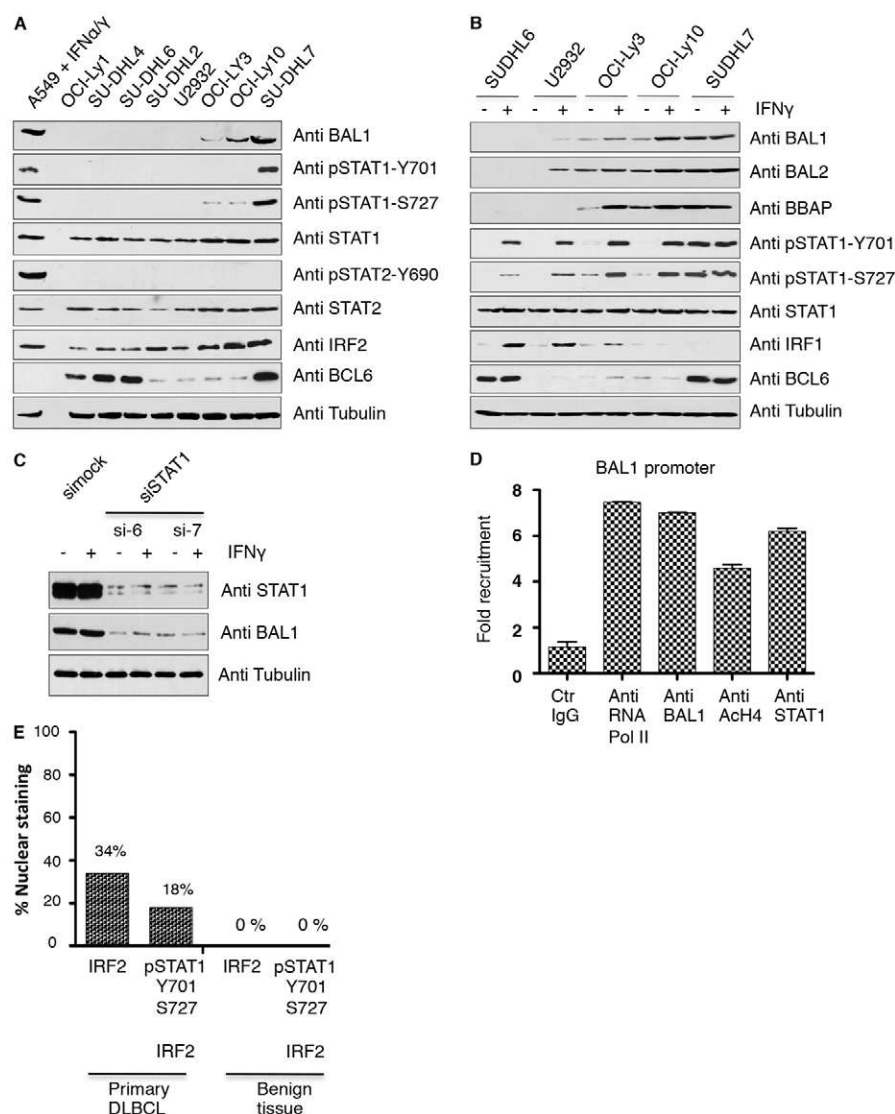 A
A549 + IFNα/γ
OCI-Ly1
SU-DHL4
SU-DHL6
SU-DHL2
U2932
OCI-LY3
OCI-Ly10
SU-DHL7
Anti BAL1
Anti pSTAT1-Y701
Anti pSTAT1-S727
Anti STAT1
Anti pSTAT2-Y690
Anti STAT2
Anti IRF2
Anti BCL6
Anti Tubulin
B
SUDHL6
U2932
OCI-Ly3
OCI-Ly10
SUDHL7
- + - + - + - + - + IFNγ
Anti BAL1
Anti BAL2
Anti BBAP
Anti pSTAT1-Y701
Anti pSTAT1-S727
Anti STAT1
Anti IRF1
Anti BCL6
Anti Tubulin
C
simock
siSTAT1
si-6 si-7
- + - + - + IFNγ
Anti STAT1
Anti BAL1
Anti Tubulin
D
BAL1 promoter
Fold recruitment
8
6
4
2
0
Ctr IgG
Anti RNA Pol II
Anti BAL1
Anti AcH4
Anti STAT1
E
% Nuclear staining
100
80
60
40
20
0
34%
18%
0 %
0 %
IRF2
pSTAT1
Y701
S727
IRF2
IRF2
pSTAT1
Y701
S727
IRF2
Primary
DLBCL
Benign
tissue